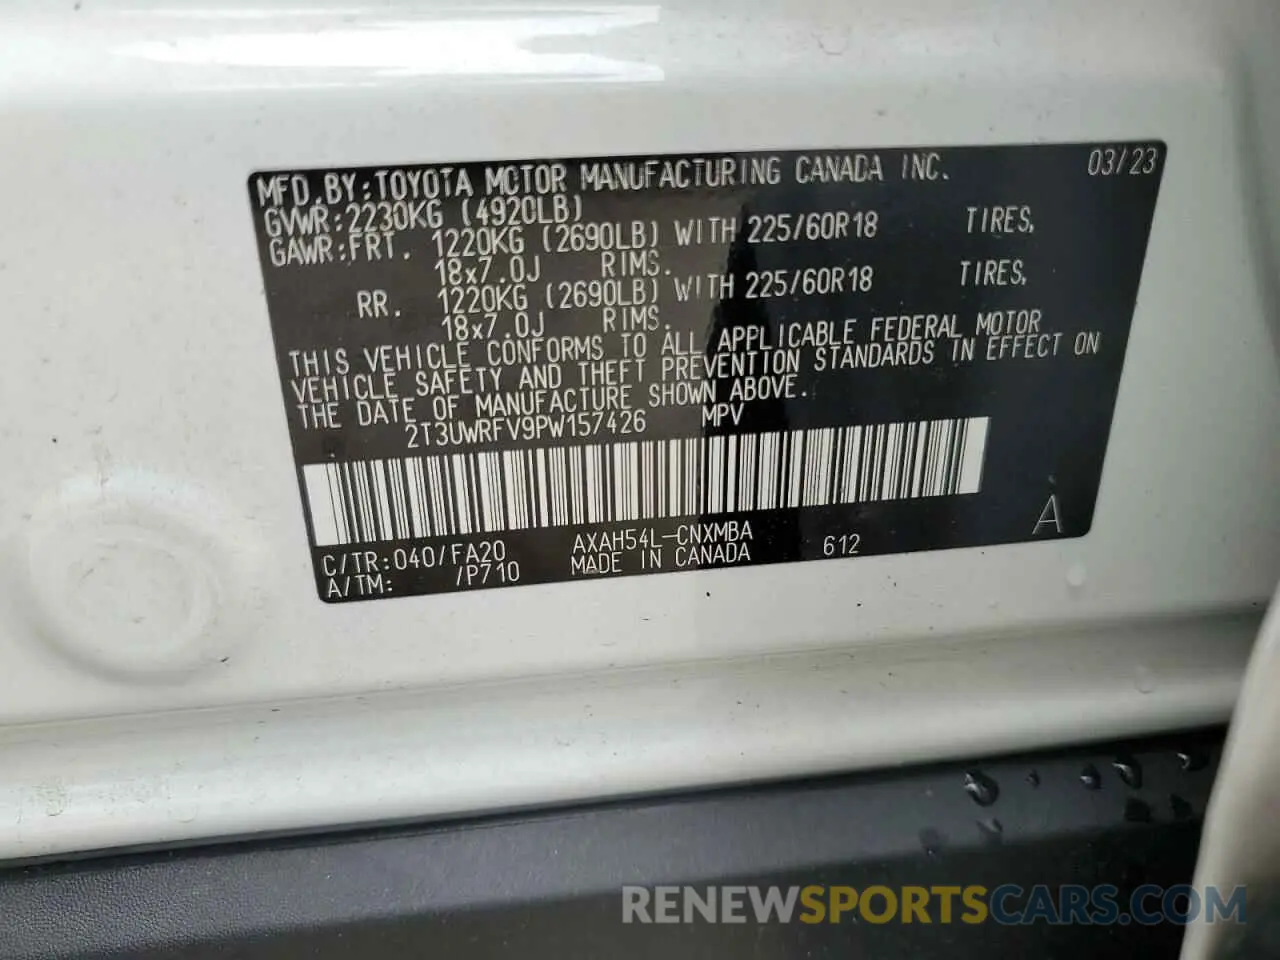 MFD.BY:TOYOTA MOTOR MANUFACTURING CANADA INC. 03/23
GVWR:2230KG (4920LB)
GAWR:FRT. 1220KG (2690LB) WITH 225/60R18 TIRES,
18x7.0J RIMS.
RR. 1220KG (2690LB) WITH 225/60R18 TIRES,
18x7.0J RIMS.
THIS VEHICLE CONFORMS TO ALL APPLICABLE FEDERAL MOTOR
VEHICLE SAFETY AND THEFT PREVENTION STANDARDS IN EFFECT ON
THE DATE OF MANUFACTURE SHOWN ABOVE.
2T3UWRFV9PW157426 MPV
C/TR:040/FA20 AXAH54L-CNXMBA 612 A
A/TM: /P710 MADE IN CANADA
RENEWSPORTSCARS.COM